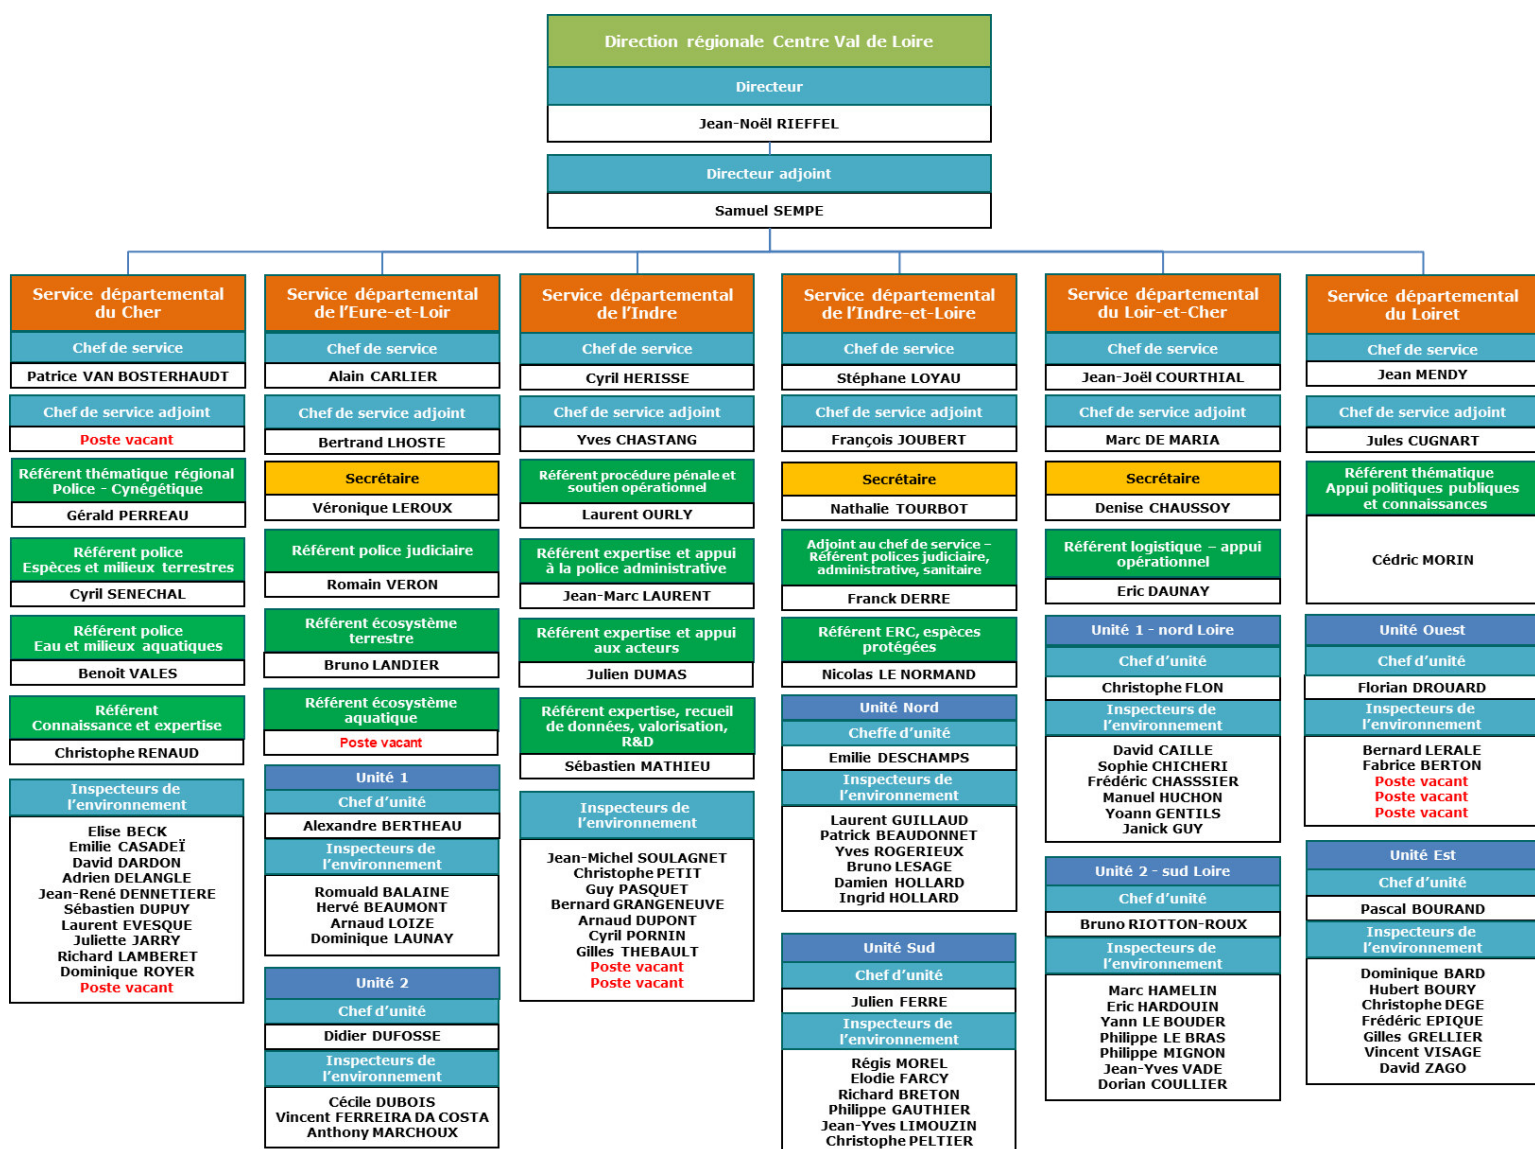 Direction régionale Centre Val de Loire
Directeur
Jean-Noël RIEFFEL
Directeur adjoint
Samuel SEMPE
Service départemental
du Cher
Chef de service
Patrice VAN BOSTERHAUDT
Chef de service adjoint
Poste vacant
Référent thématique régional
Police - Cynégétique
Gérald PERREAU
Référent police
Espèces et milieux terrestres
Cyril SENECHAL
Référent police
Eau et milieux aquatiques
Benoit VALES
Référent
Connaissance et expertise
Christophe RENAUD
Inspecteurs de
l'environnement
Elise BECK
Emilie CASADEÏ
David DARDON
Adrien DELANGLE
Jean-René DENNETIERE
Sébastien DUPUY
Laurent EVESQUE
Juliette JARRY
Richard LAMBERET
Dominique ROYER
Poste vacant
Service départemental
de l'Eure-et-Loir
Chef de service
Alain CARLIER
Chef de service adjoint
Bertrand LHOSTE
Secrétaire
Véronique LEROUX
Référent police judiciaire
Romain VERON
Référent écosystème
terrestre
Bruno LANDIER
Référent écosystème
aquatique
Poste vacant
Unité 1
Chef d'unité
Alexandre BERTHEAU
Inspecteurs de
l'environnement
Romuald BALAINE
Hervé BEAUMONT
Arnaud LOIZE
Dominique LAUNAY
Unité 2
Chef d'unité
Didier DUFOSSE
Inspecteurs de
l'environnement
Cécile DUBOIS
Vincent FERREIRA DA COSTA
Anthony MARCHOUX
Service départemental
de l'Indre
Chef de service
Cyril HERISSE
Chef de service adjoint
Yves CHASTANG
Référent procédure pénale et
soutien opérationnel
Laurent OURLY
Référent expertise et appui
à la police administrative
Jean-Marc LAURENT
Référent expertise et appui
aux acteurs
Julien DUMAS
Référent expertise, recueil
de données, valorisation,
R&D
Sébastien MATHIEU
Inspecteurs de
l'environnement
Jean-Michel SOULAGNET
Christophe PETIT
Guy PASQUET
Bernard GRANGENEUVE
Arnaud DUPONT
Cyril PORNIN
Gilles THEBAULT
Poste vacant
Poste vacant
Service départemental
de l'Indre-et-Loire
Chef de service
Stéphane LOYAU
Chef de service adjoint
François JOUBERT
Secrétaire
Nathalie TOURBOT
Adjoint au chef de service –
Référent polices judiciaire,
administrative, sanitaire
Franck DERRE
Référent ERC, espèces
protégées
Nicolas LE NORMAND
Unité Nord
Cheffe d'unité
Emilie DESCHAMPS
Inspecteurs de
l'environnement
Laurent GUILLAUD
Patrick BEAUDONNET
Yves ROGERIEUX
Bruno LESAGE
Damien HOLLARD
Ingrid HOLLARD
Unité Sud
Chef d'unité
Julien FERRE
Inspecteurs de
l'environnement
Régis MOREL
Elodie FARCY
Richard BRETON
Philippe GAUTHIER
Jean-Yves LIMOUZIN
Christophe PELTIER
Service départemental
du Loir-et-Cher
Chef de service
Jean-Joël COURTHIAL
Chef de service adjoint
Marc DE MARIA
Secrétaire
Denise CHAUSSOY
Référent logistique – appui
opérationnel
Eric DAUNAY
Unité 1 - nord Loire
Chef d'unité
Christophe FLON
Inspecteurs de
l'environnement
David CAILLE
Sophie CHICHERI
Frédéric CHASSSIER
Manuel HUCHON
Yoann GENTILS
Janick GUY
Unité 2 - sud Loire
Chef d'unité
Bruno RIOTTON-ROUX
Inspecteurs de
l'environnement
Marc HAMELIN
Eric HARDOUIN
Yann LE BOUDER
Philippe LE BRAS
Philippe MIGNON
Jean-Yves VADE
Dorian COULLIER
Service départemental
du Loiret
Chef de service
Jean MENDY
Chef de service adjoint
Jules CUGNART
Référent thématique
Appui politiques publiques
et connaissances
Cédric MORIN
Unité Ouest
Chef d'unité
Florian DROUARD
Inspecteurs de
l'environnement
Bernard LERALE
Fabrice BERTON
Poste vacant
Poste vacant
Poste vacant
Unité Est
Chef d'unité
Pascal BOURAND
Inspecteurs de
l'environnement
Dominique BARD
Hubert BOURY
Christophe DEGE
Frédéric EPIQUE
Gilles GRELLIER
Vincent VISAGE
David ZAGO